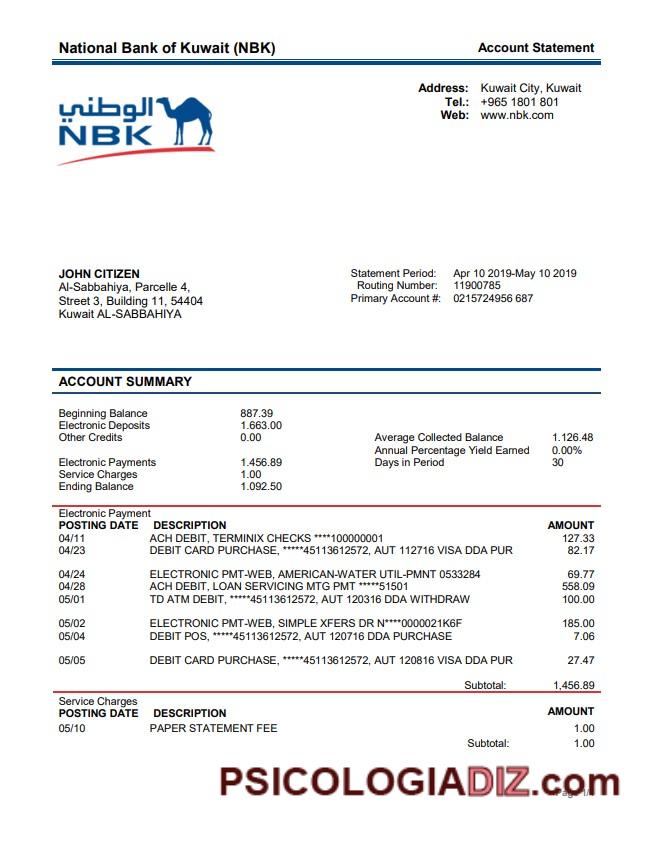 National Bank of Kuwait (NBK) Account Statement
Address: Kuwait City, Kuwait
Tel.: +965 1801 801
Web: www.nbk.com
الوطني
NBK
JOHN CITIZEN
Al-Sabbahiya, Parcelle 4,
Street 3, Building 11, 54404
Kuwait AL-SABBAHIYA
Statement Period: Apr 10 2019-May 10 2019
Routing Number: 11900785
Primary Account #: 0215724956 687
ACCOUNT SUMMARY
Beginning Balance 887.39
Electronic Deposits 1.663.00
Other Credits 0.00
Electronic Payments 1.456.89
Service Charges 1.00
Ending Balance 1.092.50
Average Collected Balance 1.126.48
Annual Percentage Yield Earned 0.00%
Days in Period 30
Electronic Payment
POSTING DATE DESCRIPTION AMOUNT
04/11 ACH DEBIT, TERMINIX CHECKS ****100000001 127.33
04/23 DEBIT CARD PURCHASE, *****45113612572, AUT 112716 VISA DDA PUR 82.17
04/24 ELECTRONIC PMT-WEB, AMERICAN-WATER UTIL-PMNT 0533284 69.77
04/28 ACH DEBIT, LOAN SERVICING MTG PMT *****51501 558.09
05/01 TD ATM DEBIT, *****45113612572, AUT 120316 DDA WITHDRAW 100.00
05/02 ELECTRONIC PMT-WEB, SIMPLE XFERS DR N****0000021K6F 185.00
05/04 DEBIT POS, *****45113612572, AUT 120716 DDA PURCHASE 7.06
05/05 DEBIT CARD PURCHASE, *****45113612572, AUT 120816 VISA DDA PUR 27.47
Subtotal: 1,456.89
Service Charges
POSTING DATE DESCRIPTION AMOUNT
05/10 PAPER STATEMENT FEE 1.00
Subtotal: 1.00
PSICOLOGIADIZ.com